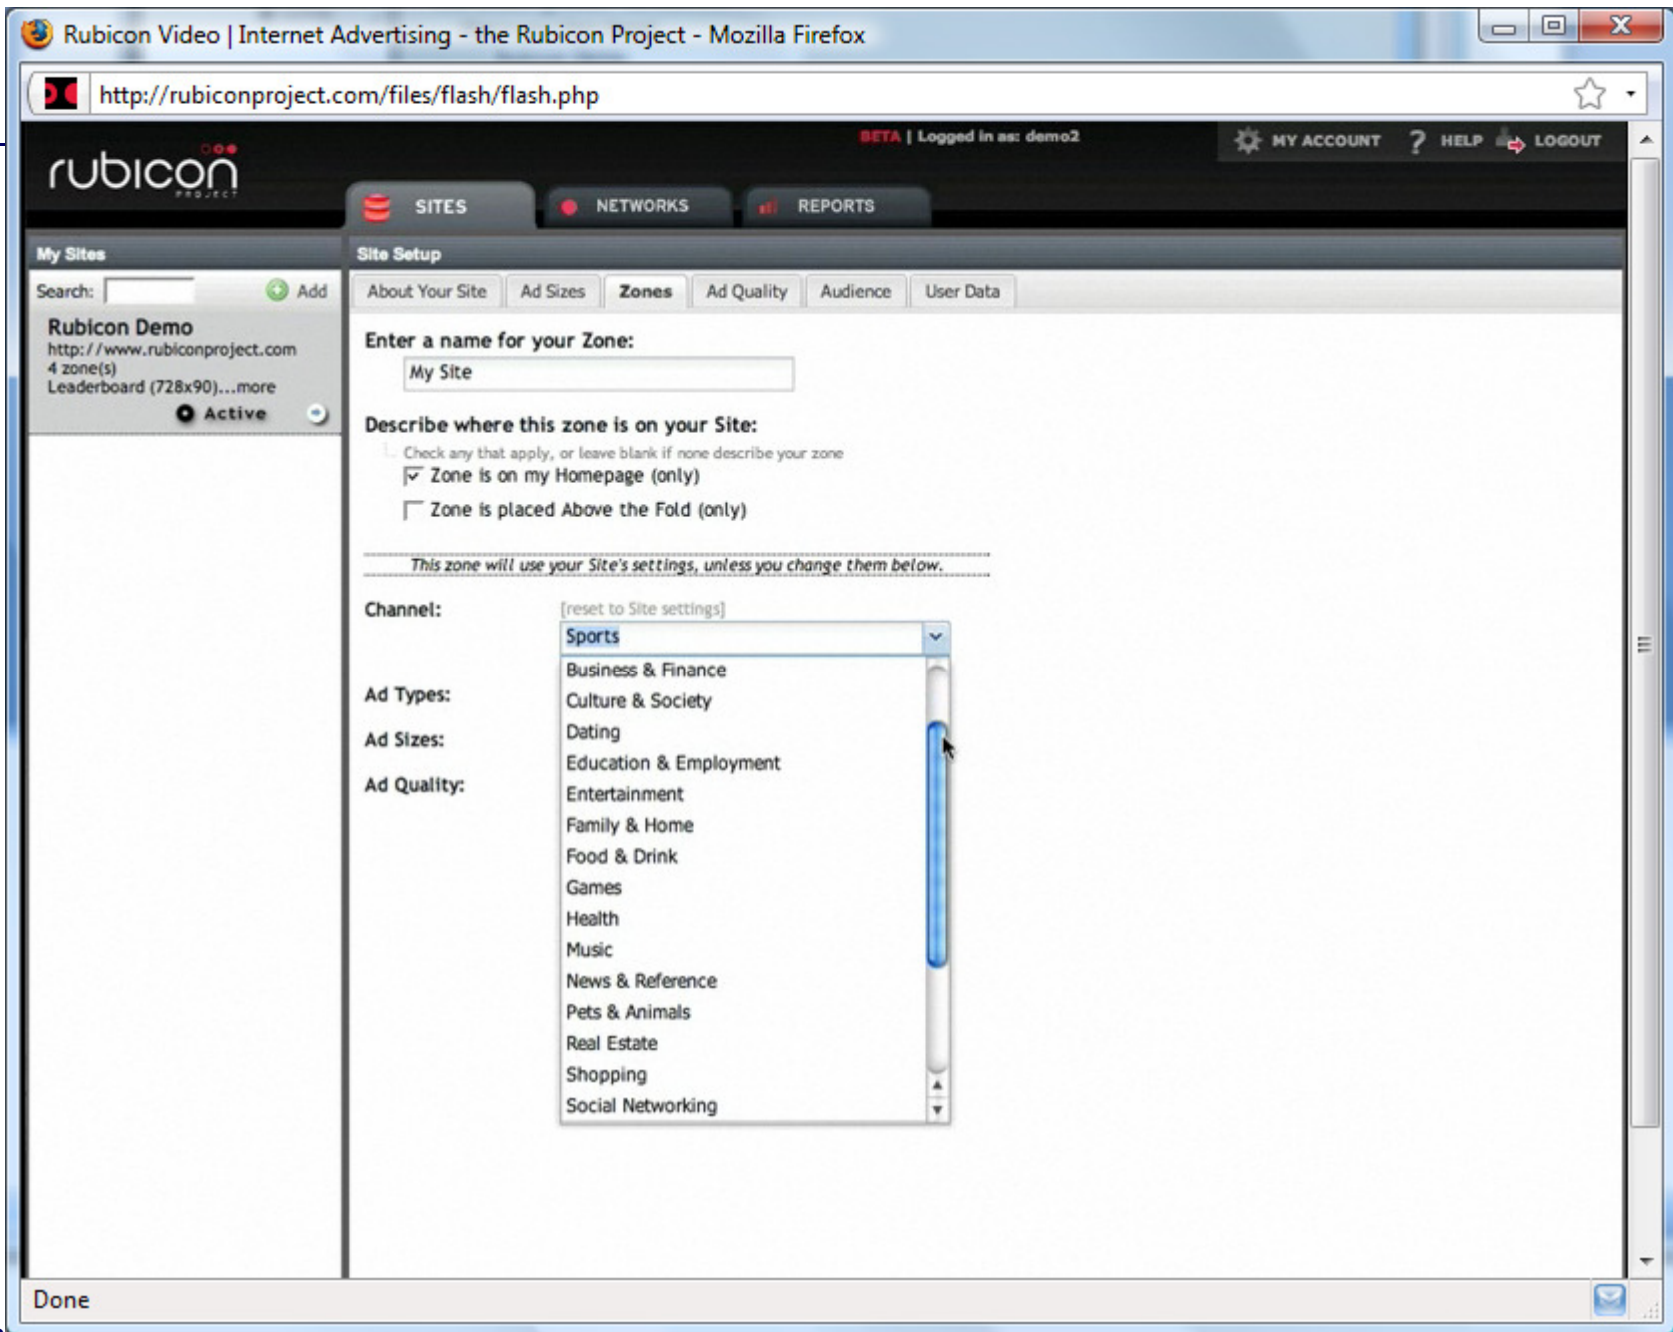 Rubicon Video | Internet Advertising - the Rubicon Project - Mozilla Firefox
http://rubiconproject.com/files/flash/flash.php
BETA | Logged in as: demo2
MY ACCOUNT
? HELP
LOGOUT
rubicon
PROJECT
SITES
NETWORKS
REPORTS
My Sites
Site Setup
Search:
Add
About Your Site
Ad Sizes
Zones
Ad Quality
Audience
User Data
Rubicon Demo
http://www.rubiconproject.com
4 zone(s)
Leaderboard (728x90)...more
Active
Enter a name for your Zone:
My Site
Describe where this zone is on your Site:
Check any that apply, or leave blank if none describe your zone
Zone is on my Homepage (only)
Zone is placed Above the Fold (only)
This zone will use your Site's settings, unless you change them below.
Channel:
[reset to Site settings]
Sports
Business & Finance
Culture & Society
Dating
Education & Employment
Entertainment
Family & Home
Food & Drink
Games
Health
Music
News & Reference
Pets & Animals
Real Estate
Shopping
Social Networking
Ad Types:
Ad Sizes:
Ad Quality:
Done